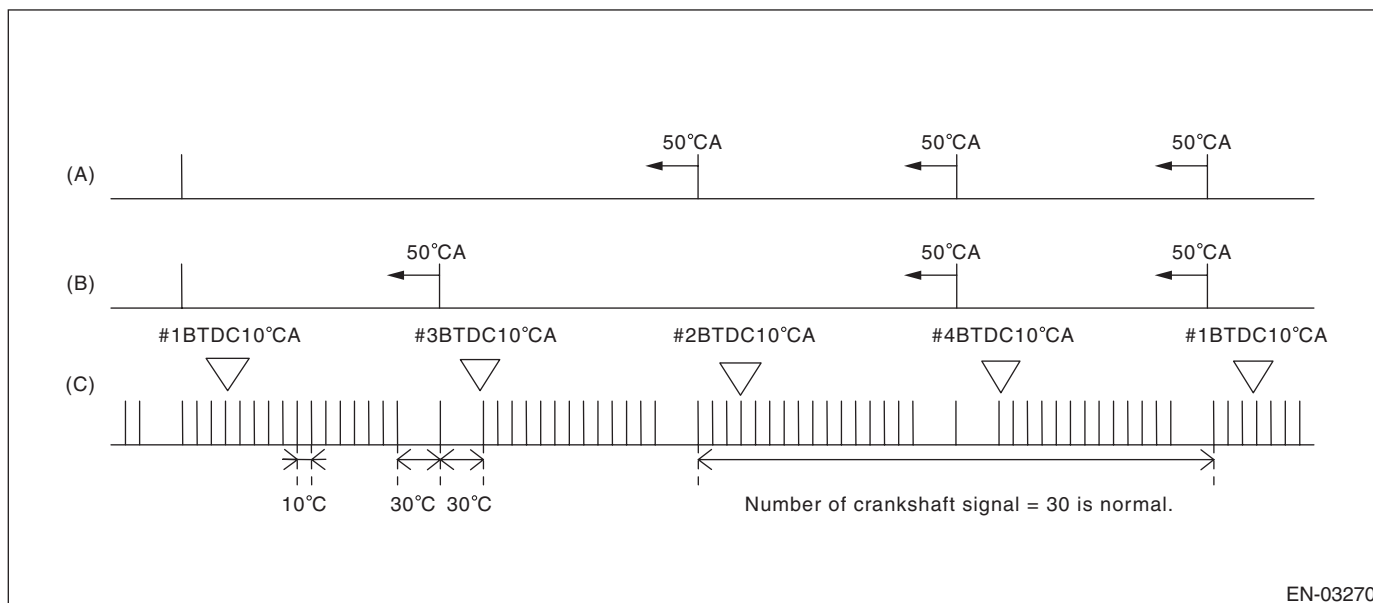 50°CA 50°CA 50°CA
(A)
50°CA 50°CA 50°CA
(B)
#1BTDC10°CA #3BTDC10°CA #2BTDC10°CA #4BTDC10°CA #1BTDC10°CA
(C)
10°C 30°C 30°C Number of crankshaft signal = 30 is normal.
EN-03270